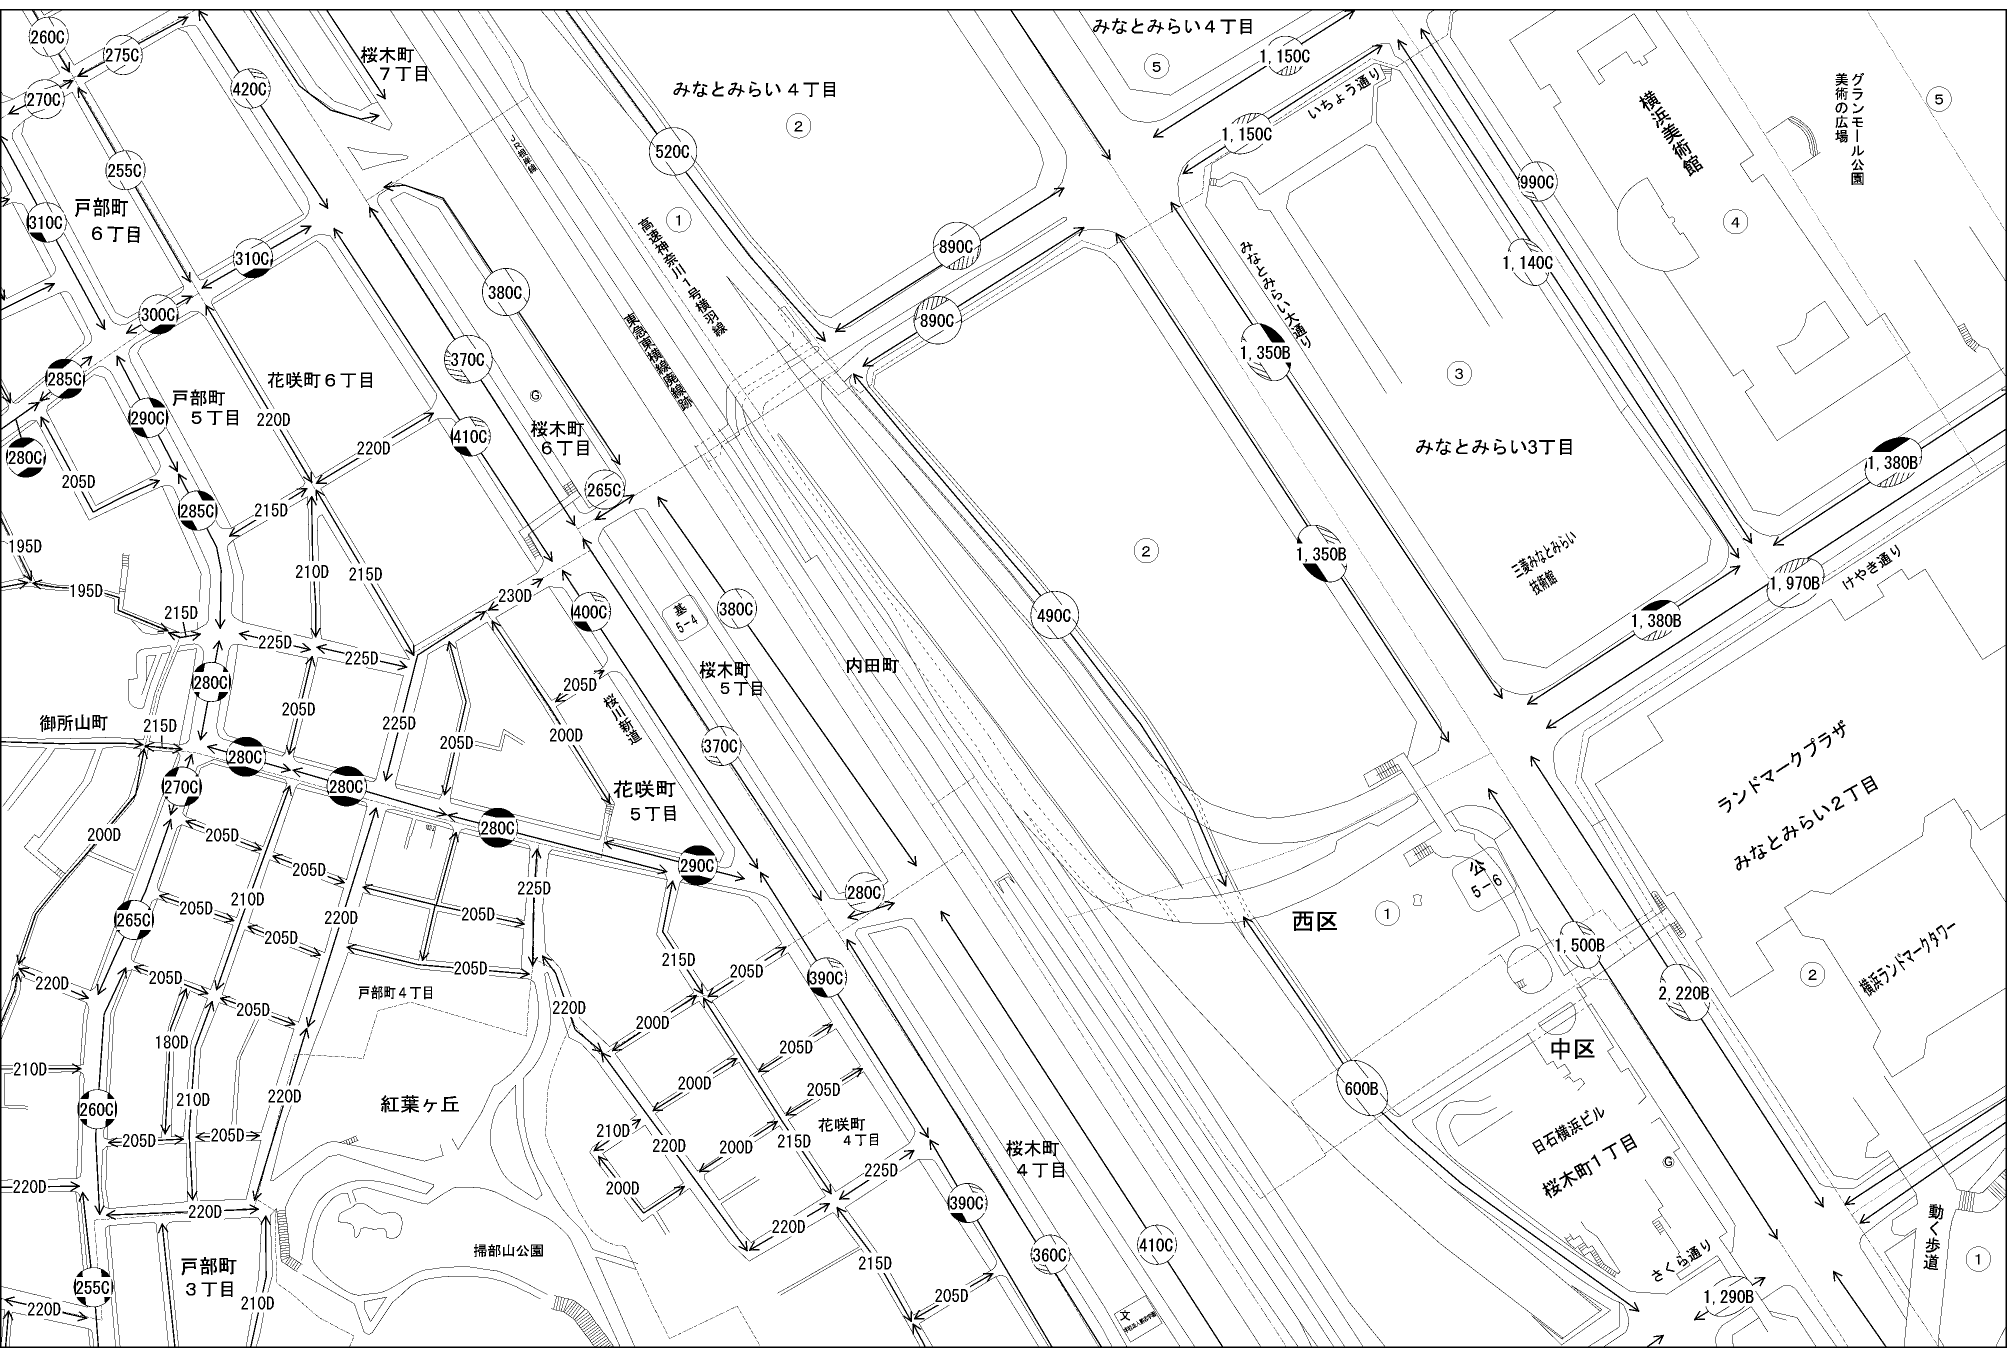 260C
275C
270C
420C
桜木町
7丁目
255C
310C
戸部町
6丁目
310C
300C
285C
290C
戸部町
5丁目
花咲町6丁目
220D
220D
280C
205D
285C
215D
195D
195D
210D
215D
215D
225D
225D
230D
280C
205D
225D
205D
205D
200D
御所山町
215D
280C
280C
280C
290C
270C
200D
205D
205D
210D
220D
205D
205D
205D
205D
225D
265C
220D
205D
205D
180D
210D
220D
210D
260C
205D
205D
220D
220D
戸部町
3丁目
255C
220D
210D
戸部町4丁目
紅葉ヶ丘
掃部山公園
JR根岸線
380C
370C
410C
G
桜木町
6丁目
265C
400C
桜川新道
基
5-4
380C
桜木町
5丁目
370C
花咲町
5丁目
280C
内田町
東急東横線廃線跡
高速神奈川1号横羽線
①
520C
みなとみらい4丁目
②
890C
890C
みなとみらい4丁目
⑤
1,150C
1,150C
いちょう通り
みなとみらい大通り
990C
1,140C
横浜美術館
④
グランモール公園
美術の広場
⑤
1,350B
③
みなとみらい3丁目
1,350B
三菱みなとみらい
技術館
1,380B
1,380B
1,970B
けやき通り
②
490C
ランドマークプラザ
みなとみらい2丁目
横浜ランドマークタワー
②
公
5-6
①
西区
1,500B
2,220B
中区
600B
日石横浜ビル
桜木町1丁目
G
さくら通り
1,290B
動く歩道
①
215D
205D
390C
220D
200D
205D
200D
205D
210D
220D
200D
215D
花咲町
4丁目
225D
200D
220D
215D
205D
390C
桜木町
4丁目
360C
410C
文